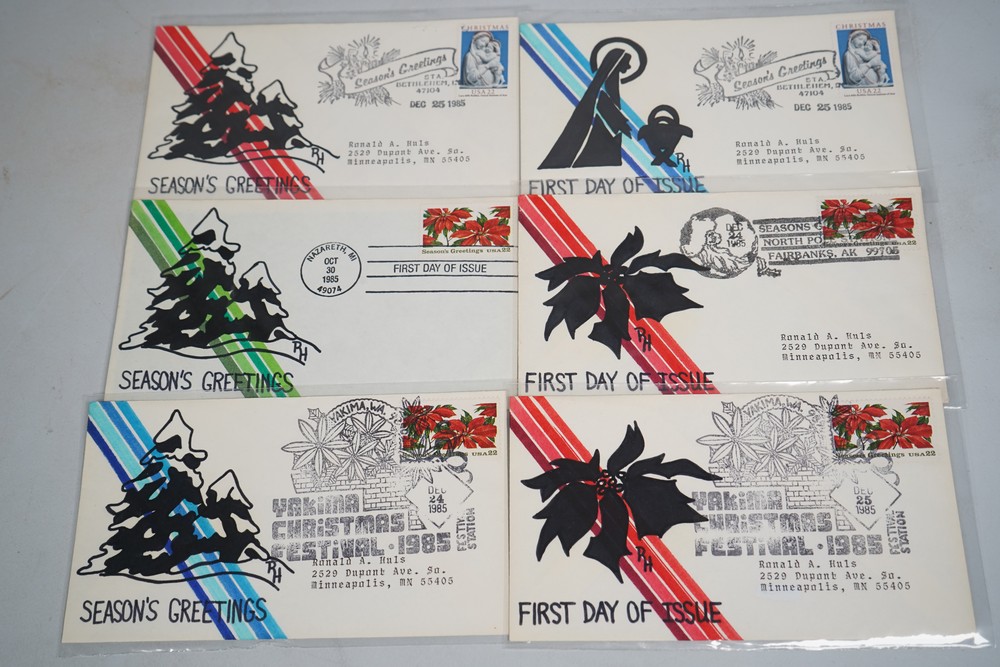 CHRISTMAS
Season's Greetings
STA.
BETHLEHEM,
47104
USA 22
DEC 25 1985
Ronald A. Huls
2529 Dupont Ave. So.
Minneapolis, MN 55405
RH
SEASON'S GREETINGS
CHRISTMAS
Season's Greetings
STA.
BETHLEHEM,
47104
USA 22
DEC 25 1985
Ronald A. Huls
2529 Dupont Ave. So.
Minneapolis, MN 55405
RH
FIRST DAY OF ISSUE
NAZARETH, MI
OCT
30
1985
49074
Season's Greetings USA 22
FIRST DAY OF ISSUE
RH
SEASON'S GREETINGS
DEC
24
1985
SEASONS
NORTH
Greetings USA 22
FAIRBANKS, AK 99706
Ronald A. Huls
2529 Dupont Ave. So.
Minneapolis, MN 55405
RH
FIRST DAY OF ISSUE
YAKIMA, WA.
USA 22
DEC
24
1985
YAKIMA
CHRISTMAS
FESTIVAL • 1985
STATION
Ronald A. Huls
2529 Dupont Ave. So.
Minneapolis, MN 55405
RH
SEASON'S GREETINGS
YAKIMA, WA.
Greetings USA 22
DEC
25
1985
YAKIMA
CHRISTMAS
FESTIVAL • 1985
STATION
Ronald A. Huls
2529 Dupont Ave. So.
Minneapolis, MN 55405
RH
FIRST DAY OF ISSUE